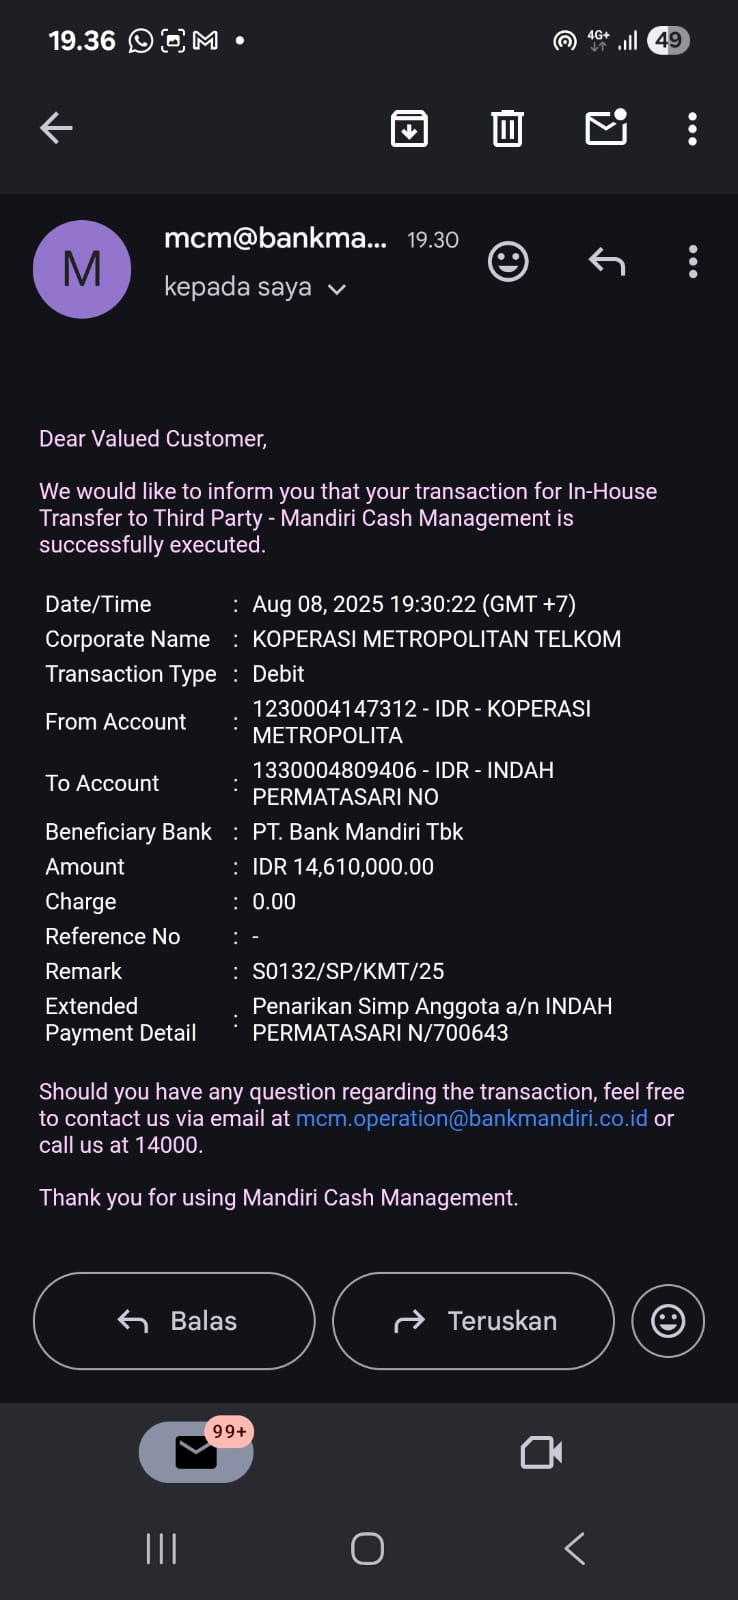 19.36
4G+
49
mcm@bankma... 19.30
M
kepada saya
Dear Valued Customer,
We would like to inform you that your transaction for In-House
Transfer to Third Party - Mandiri Cash Management is
successfully executed.
Date/Time : Aug 08, 2025 19:30:22 (GMT +7)
Corporate Name : KOPERASI METROPOLITAN TELKOM
Transaction Type : Debit
From Account : 1230004147312 - IDR - KOPERASI
METROPOLITA
To Account : 1330004809406 - IDR - INDAH
PERMATASARI NO
Beneficiary Bank : PT. Bank Mandiri Tbk
Amount : IDR 14,610,000.00
Charge : 0.00
Reference No : -
Remark : S0132/SP/KMT/25
Extended Payment Detail : Penarikan Simp Anggota a/n INDAH
PERMATASARI N/700643
Should you have any question regarding the transaction, feel free
to contact us via email at mcm.operation@bankmandiri.co.id or
call us at 14000.
Thank you for using Mandiri Cash Management.
Balas
Teruskan
99+